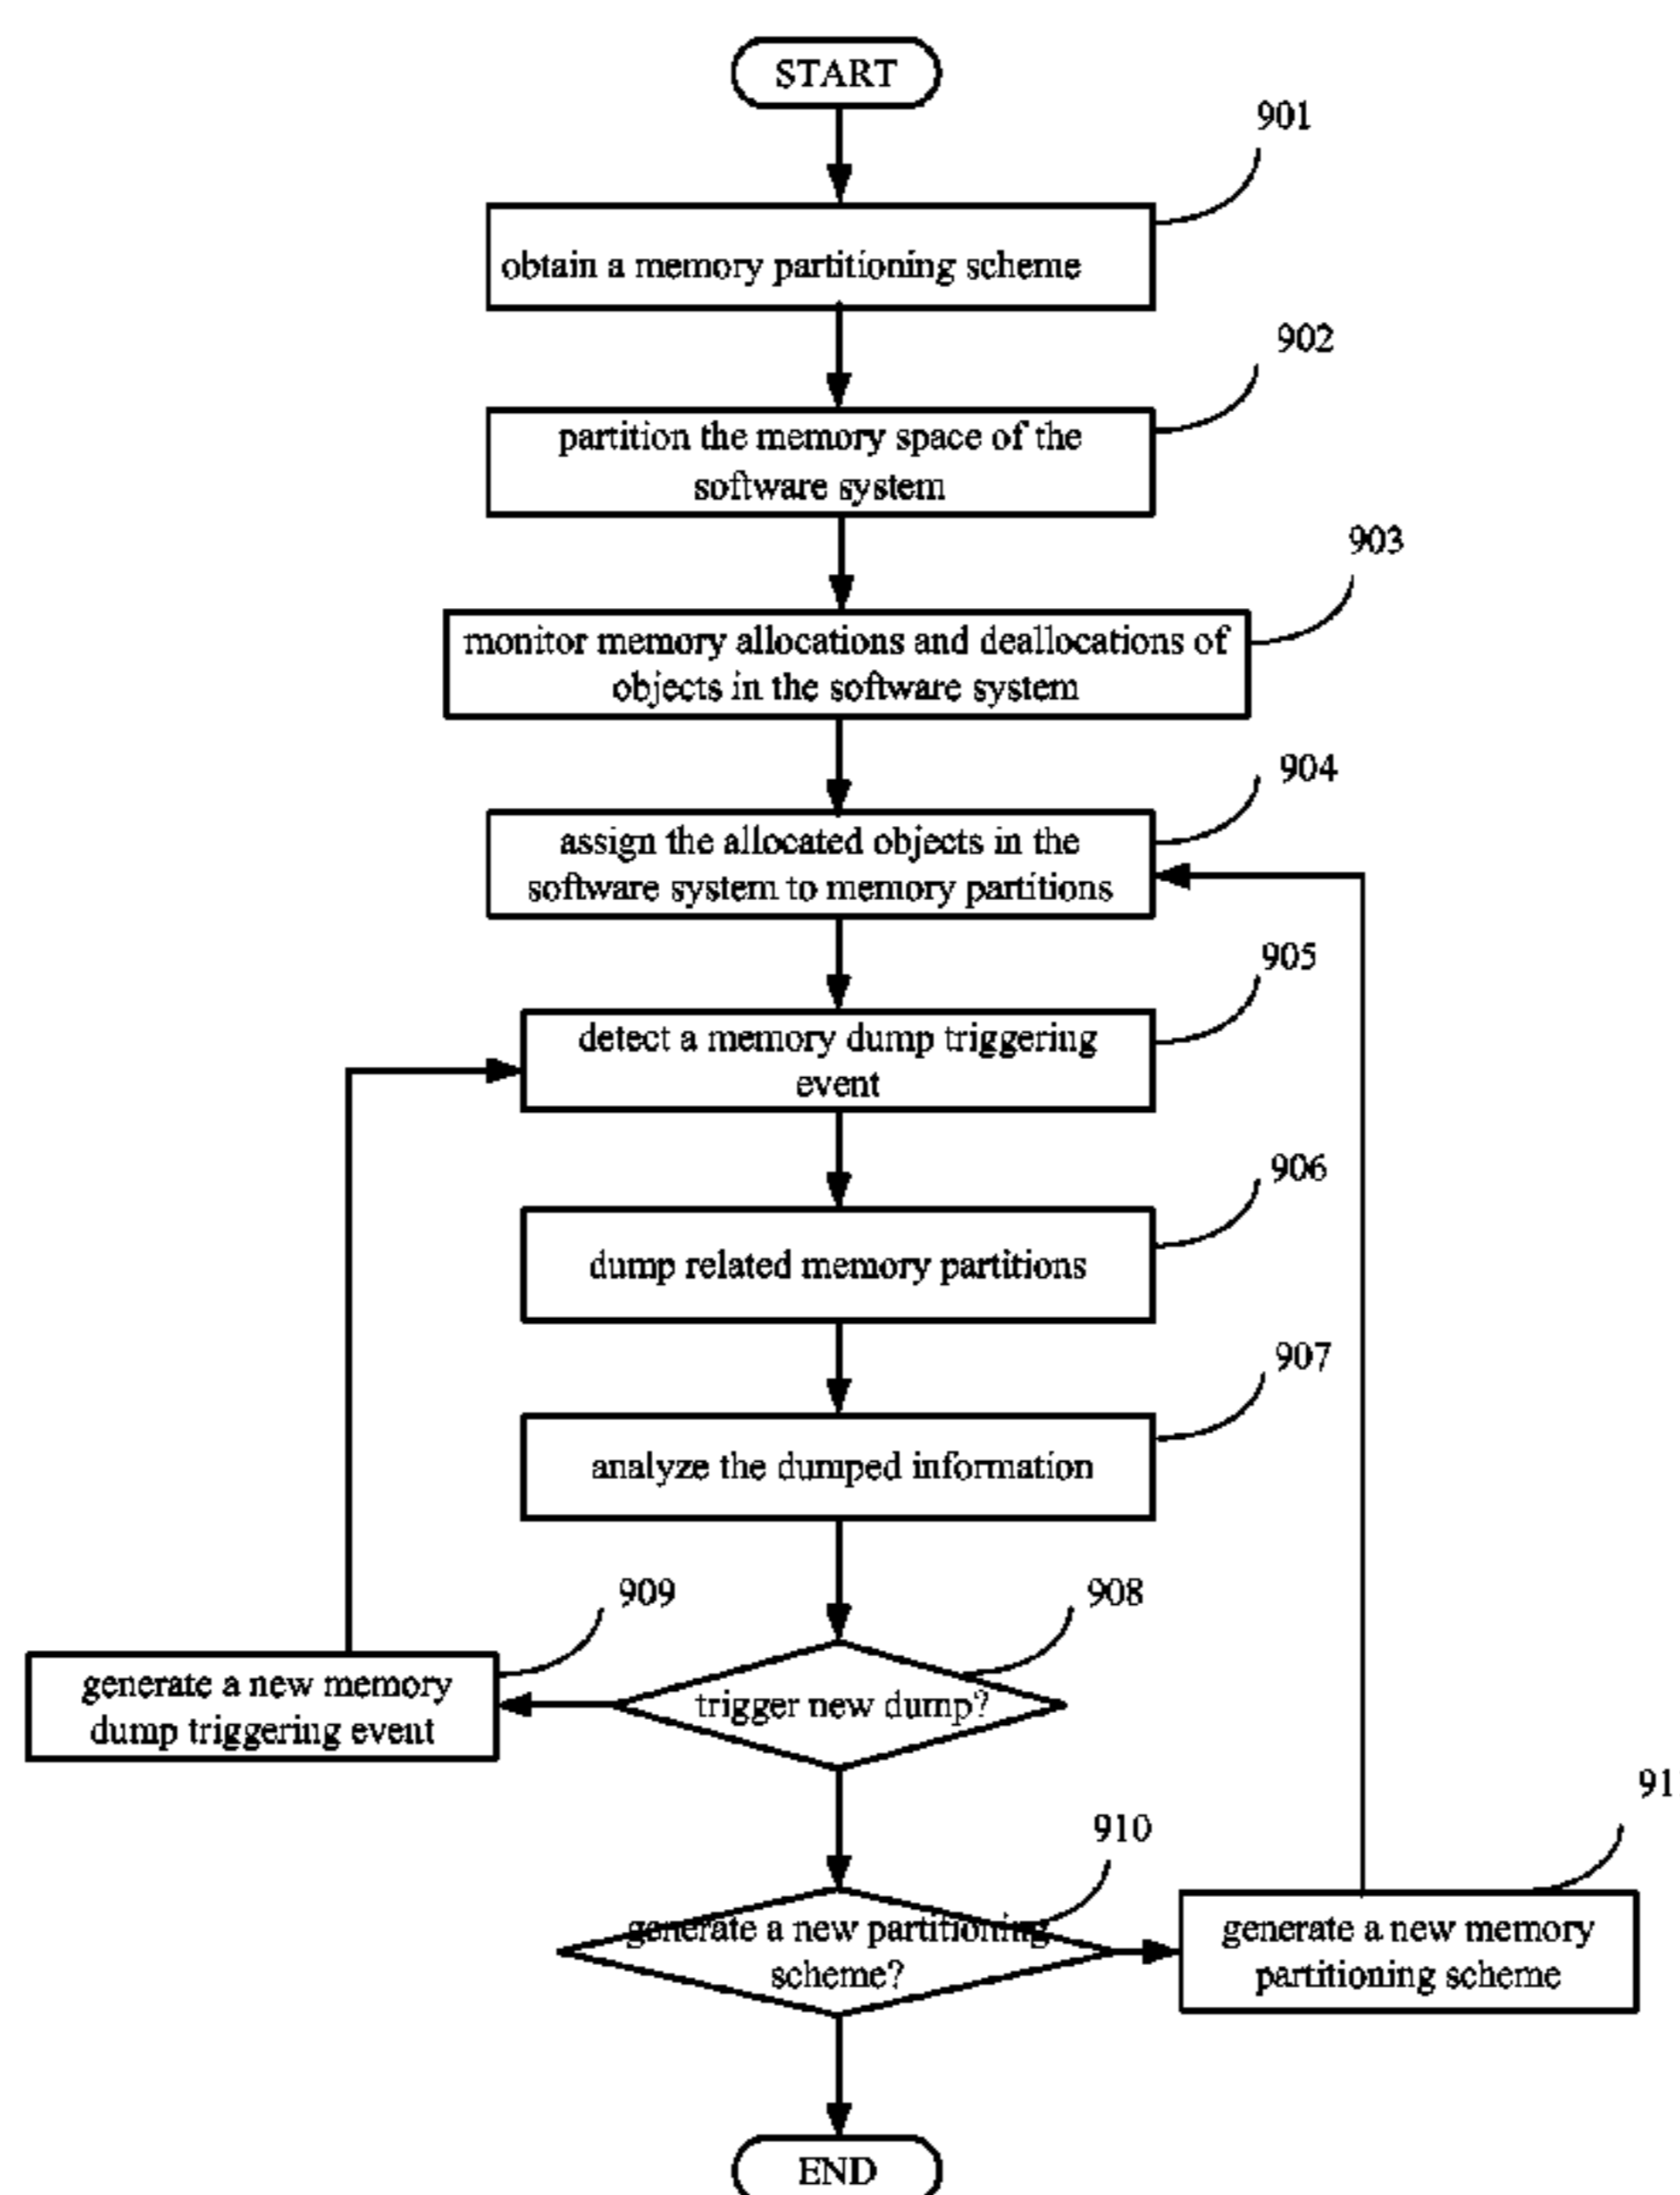 START
901
obtain a memory partitioning scheme
902
partition the memory space of the
software system
903
monitor memory allocations and deallocations of
objects in the software system
904
assign the allocated objects in the
software system to memory partitions
905
detect a memory dump triggering
event
906
dump related memory partitions
907
analyze the dumped information
909
908
generate a new memory
dump triggering event
trigger new dump?
91
910
generate a new partitioning
scheme?
generate a new memory
partitioning scheme
END